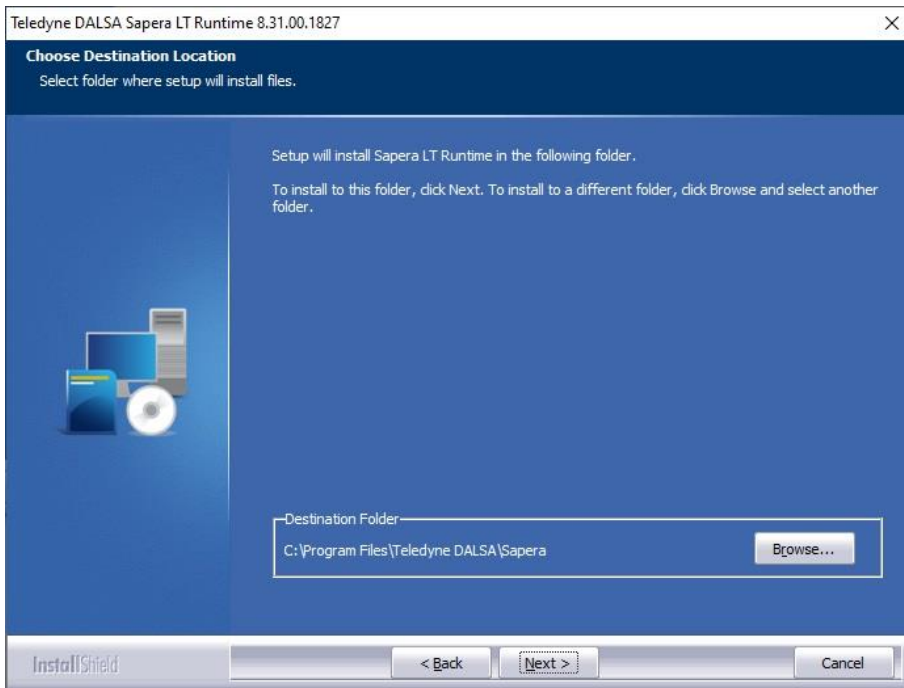 Teledyne DALSA Sapera LT Runtime 8.31.00.1827
Choose Destination Location
Select folder where setup will install files.
Setup will install Sapera LT Runtime in the following folder.
To install to this folder, click Next. To install to a different folder, click Browse and select another
folder.
Destination Folder
C:\Program Files\Teledyne DALSA\Sapera
Browse...
InstallShield
< Back
Next >
Cancel